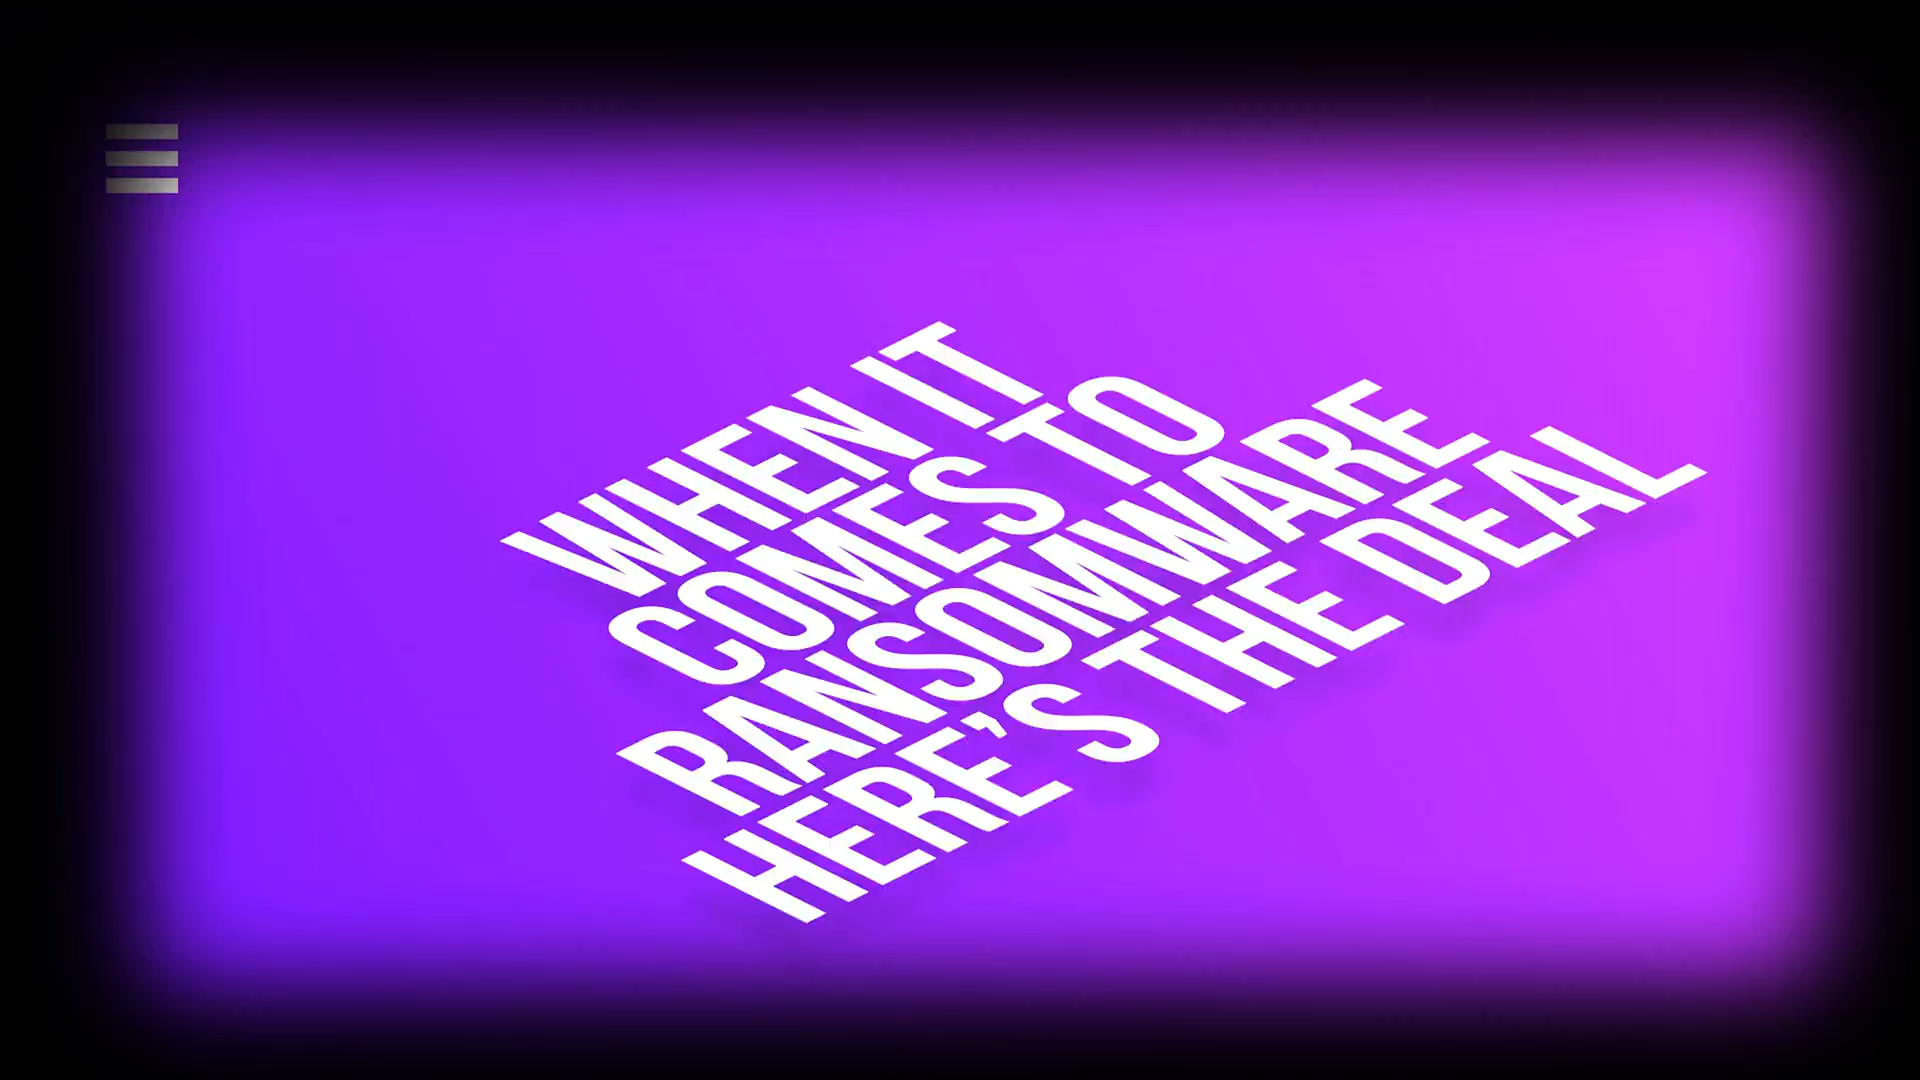 WHEN IT
COMES TO
RANSOMWARE
HERE’S THE DEAL